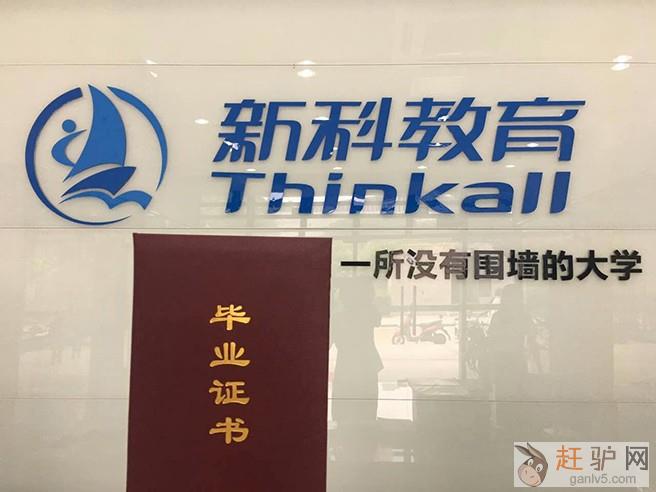 新科教育
Thinkall
一所没有围墙的大学
毕业证书
赶驴网
ganlv5.com